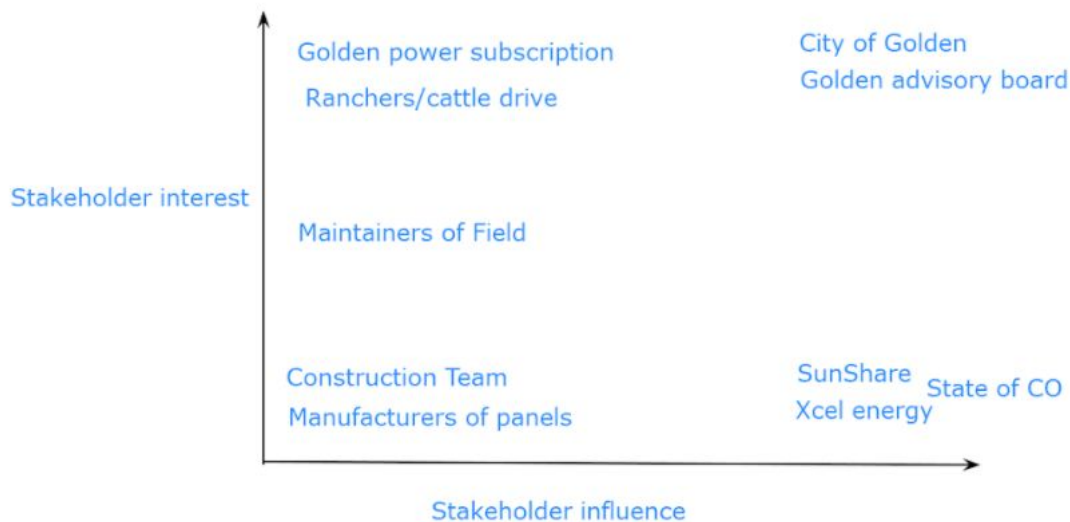 Golden power subscription
City of Golden
Ranchers/cattle drive
Golden advisory board
Stakeholder interest
Maintainers of Field
Construction Team
SunShare
State of CO
Manufacturers of panels
Xcel energy
Stakeholder influence